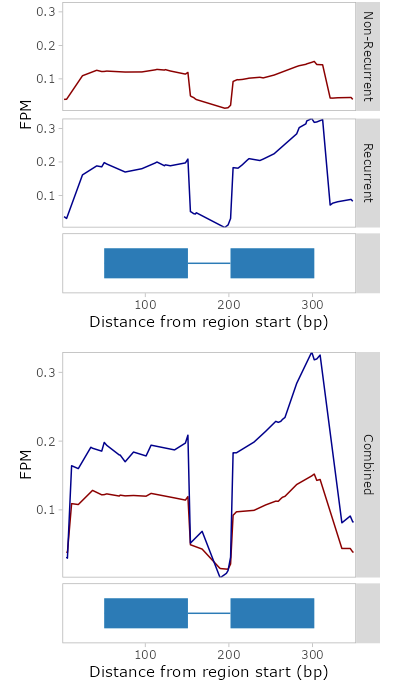 0.3
0.2
0.1
Non-Recurrent
FPM
0.3
0.2
0.1
Recurrent
100
200
300
Distance from region start (bp)
0.3
0.2
0.1
FPM
Combined
100
200
300
Distance from region start (bp)